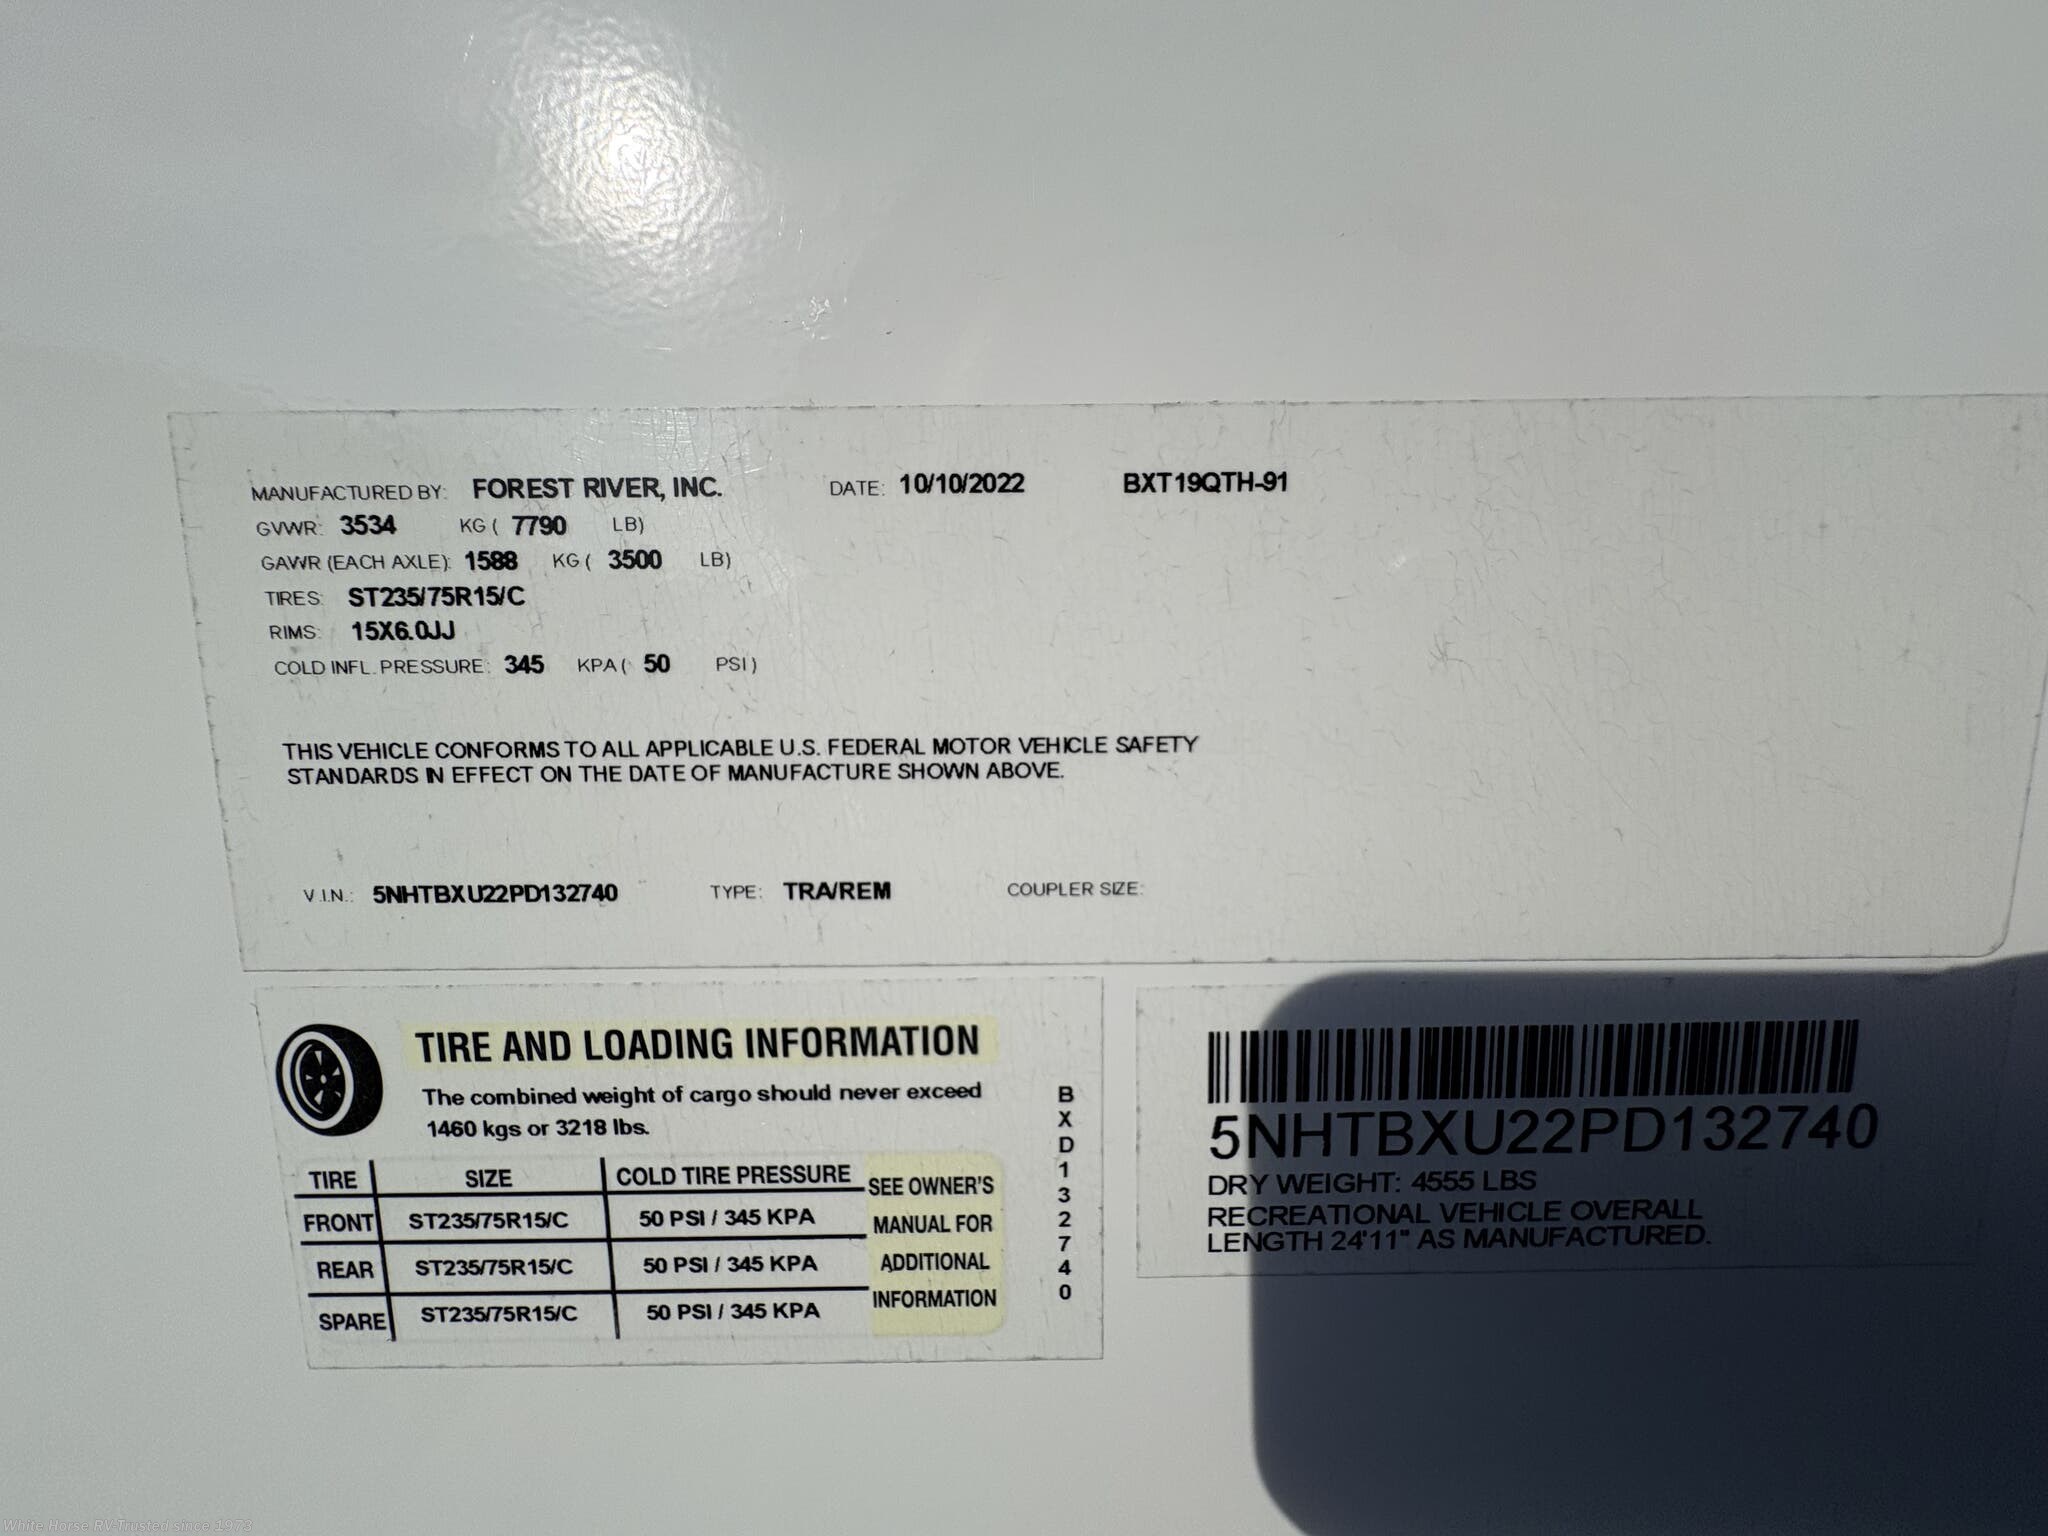 MANUFACTURED BY: FOREST RIVER, INC. DATE: 10/10/2022 BXT19QTH-91
GVWR: 3534 KG ( 7790 LB)
GAWR (EACH AXLE): 1588 KG ( 3500 LB)
TIRES: ST235/75R15/C
RIMS: 15X6.0JJ
COLD INFL. PRESSURE: 345 KPA ( 50 PSI)
THIS VEHICLE CONFORMS TO ALL APPLICABLE U.S. FEDERAL MOTOR VEHICLE SAFETY
STANDARDS IN EFFECT ON THE DATE OF MANUFACTURE SHOWN ABOVE.
V.I.N.: 5NHTBXU22PD132740 TYPE: TRA/REM COUPLER SIZE:
TIRE AND LOADING INFORMATION
The combined weight of cargo should never exceed
1460 kgs or 3218 lbs.
TIRE SIZE COLD TIRE PRESSURE
FRONT ST235/75R15/C 50 PSI / 345 KPA
REAR ST235/75R15/C 50 PSI / 345 KPA
SPARE ST235/75R15/C 50 PSI / 345 KPA
SEE OWNER'S
MANUAL FOR
ADDITIONAL
INFORMATION
BXD132740
5NHTBXU22PD132740
DRY WEIGHT: 4555 LBS
RECREATIONAL VEHICLE OVERALL
LENGTH 24'11" AS MANUFACTURED.
White Horse RV-Trusted since 1973